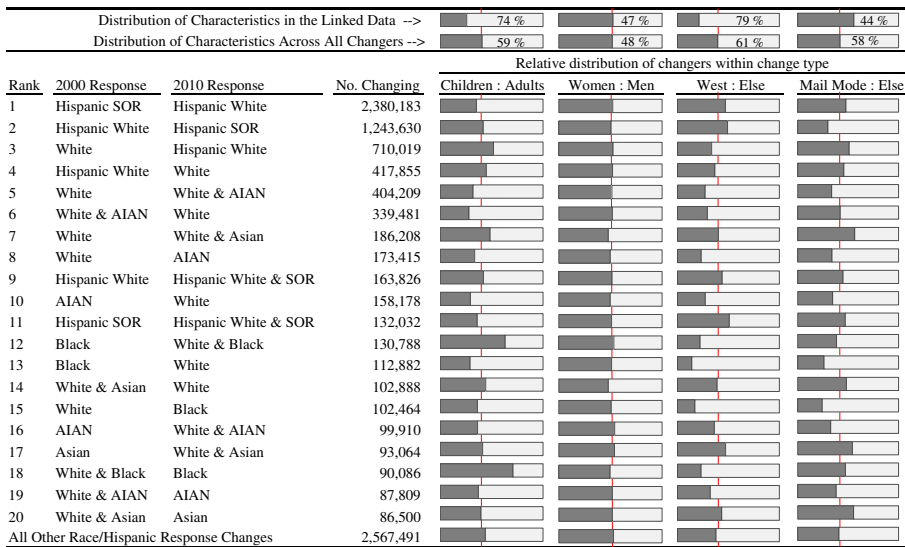 Distribution of Characteristics in the Linked Data --> 74 % 47 % 79 % 44 %
Distribution of Characteristics Across All Changers --> 59 % 48 % 61 % 58 %
Relative distribution of changers within change type
Rank 2000 Response 2010 Response No. Changing Children : Adults Women : Men West : Else Mail Mode : Else
1 Hispanic SOR Hispanic White 2,380,183
2 Hispanic White Hispanic SOR 1,243,630
3 White Hispanic White 710,019
4 Hispanic White White 417,855
5 White White & AIAN 404,209
6 White & AIAN White 339,481
7 White White & Asian 186,208
8 White AIAN 173,415
9 Hispanic White Hispanic White & SOR 163,826
10 AIAN White 158,178
11 Hispanic SOR Hispanic White & SOR 132,032
12 Black White & Black 130,788
13 Black White 112,882
14 White & Asian White 102,888
15 White Black 102,464
16 AIAN White & AIAN 99,910
17 Asian White & Asian 93,064
18 White & Black Black 90,086
19 White & AIAN AIAN 87,809
20 White & Asian Asian 86,500
All Other Race/Hispanic Response Changes 2,567,491